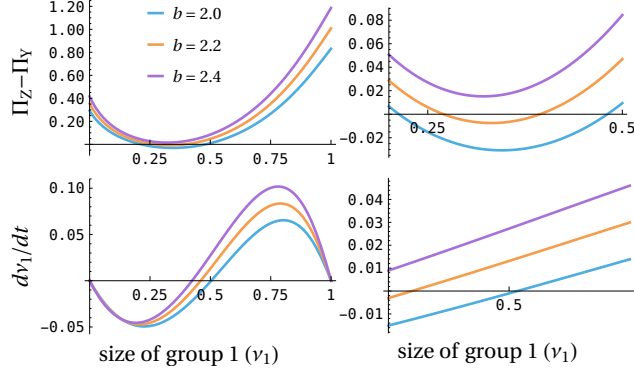 Π_Z−Π_Y
1.20
1.00
0.80
0.60
0.40
0.20
b = 2.0
b = 2.2
b = 2.4
0.25 0.5 0.75 1
0.08
0.06
0.04
0.02
−0.02
0.25 0.5
dν₁/dt
0.10
0.05
−0.05
0.25 0.5 0.75 1
0.04
0.03
0.02
0.01
−0.01
0.5
size of group 1 (ν₁) size of group 1 (ν₁)